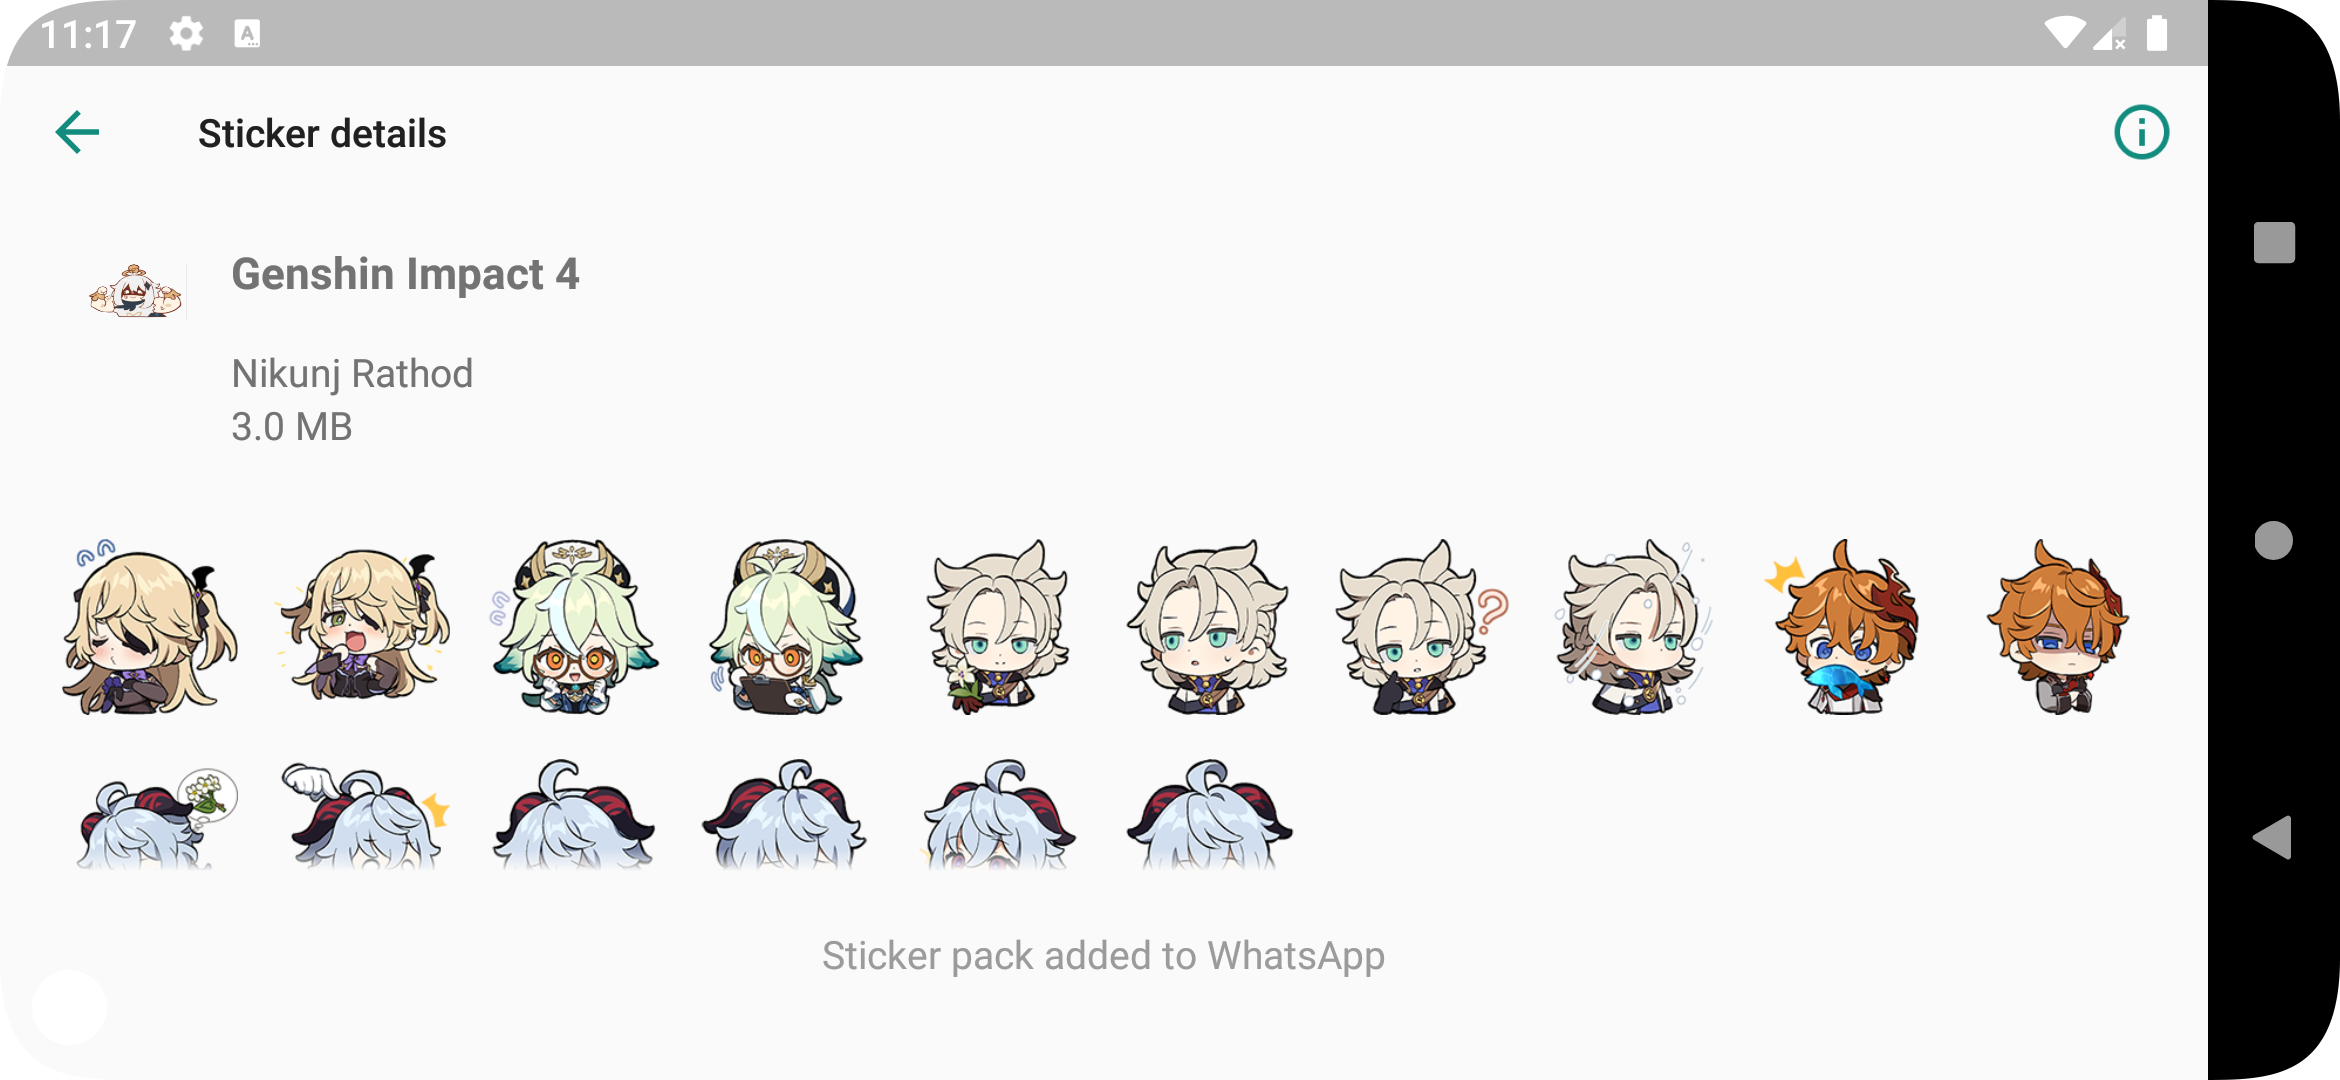 11:17
Sticker details
Genshin Impact 4
Nikunj Rathod
3.0 MB
Sticker pack added to WhatsApp